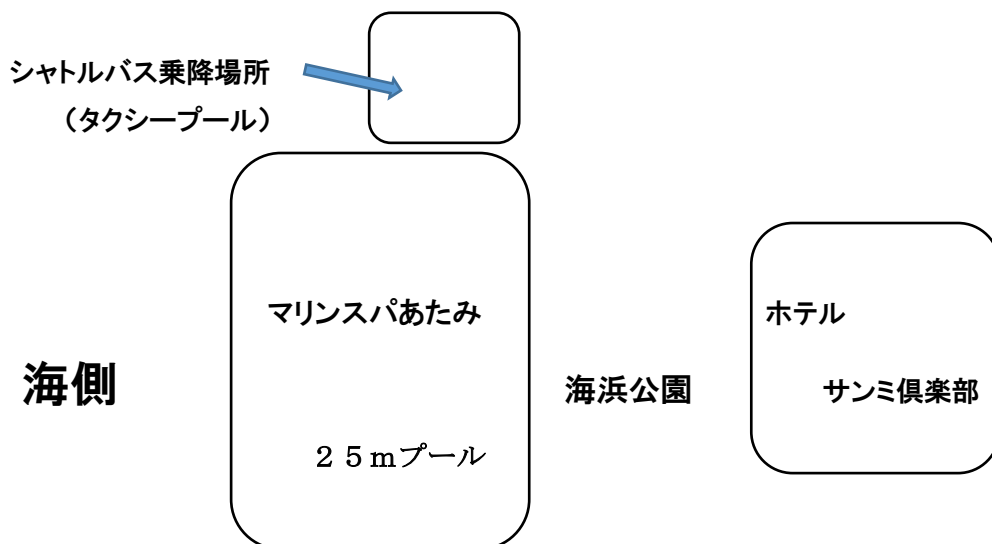 シャトルバス乗降場所
（タクシープール）
マリンスパあたみ
ホテル
海側
海浜公園
サンミ倶楽部
２５ｍプール